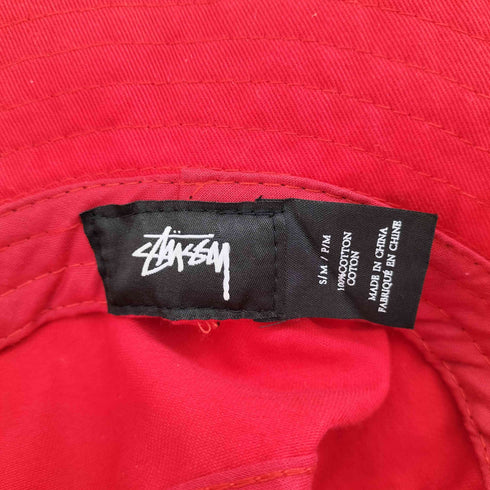 STÜSSY
S/M / P/M
100%COTTON
COTON
MADE IN CHINA
FABRIQUÉ EN CHINE